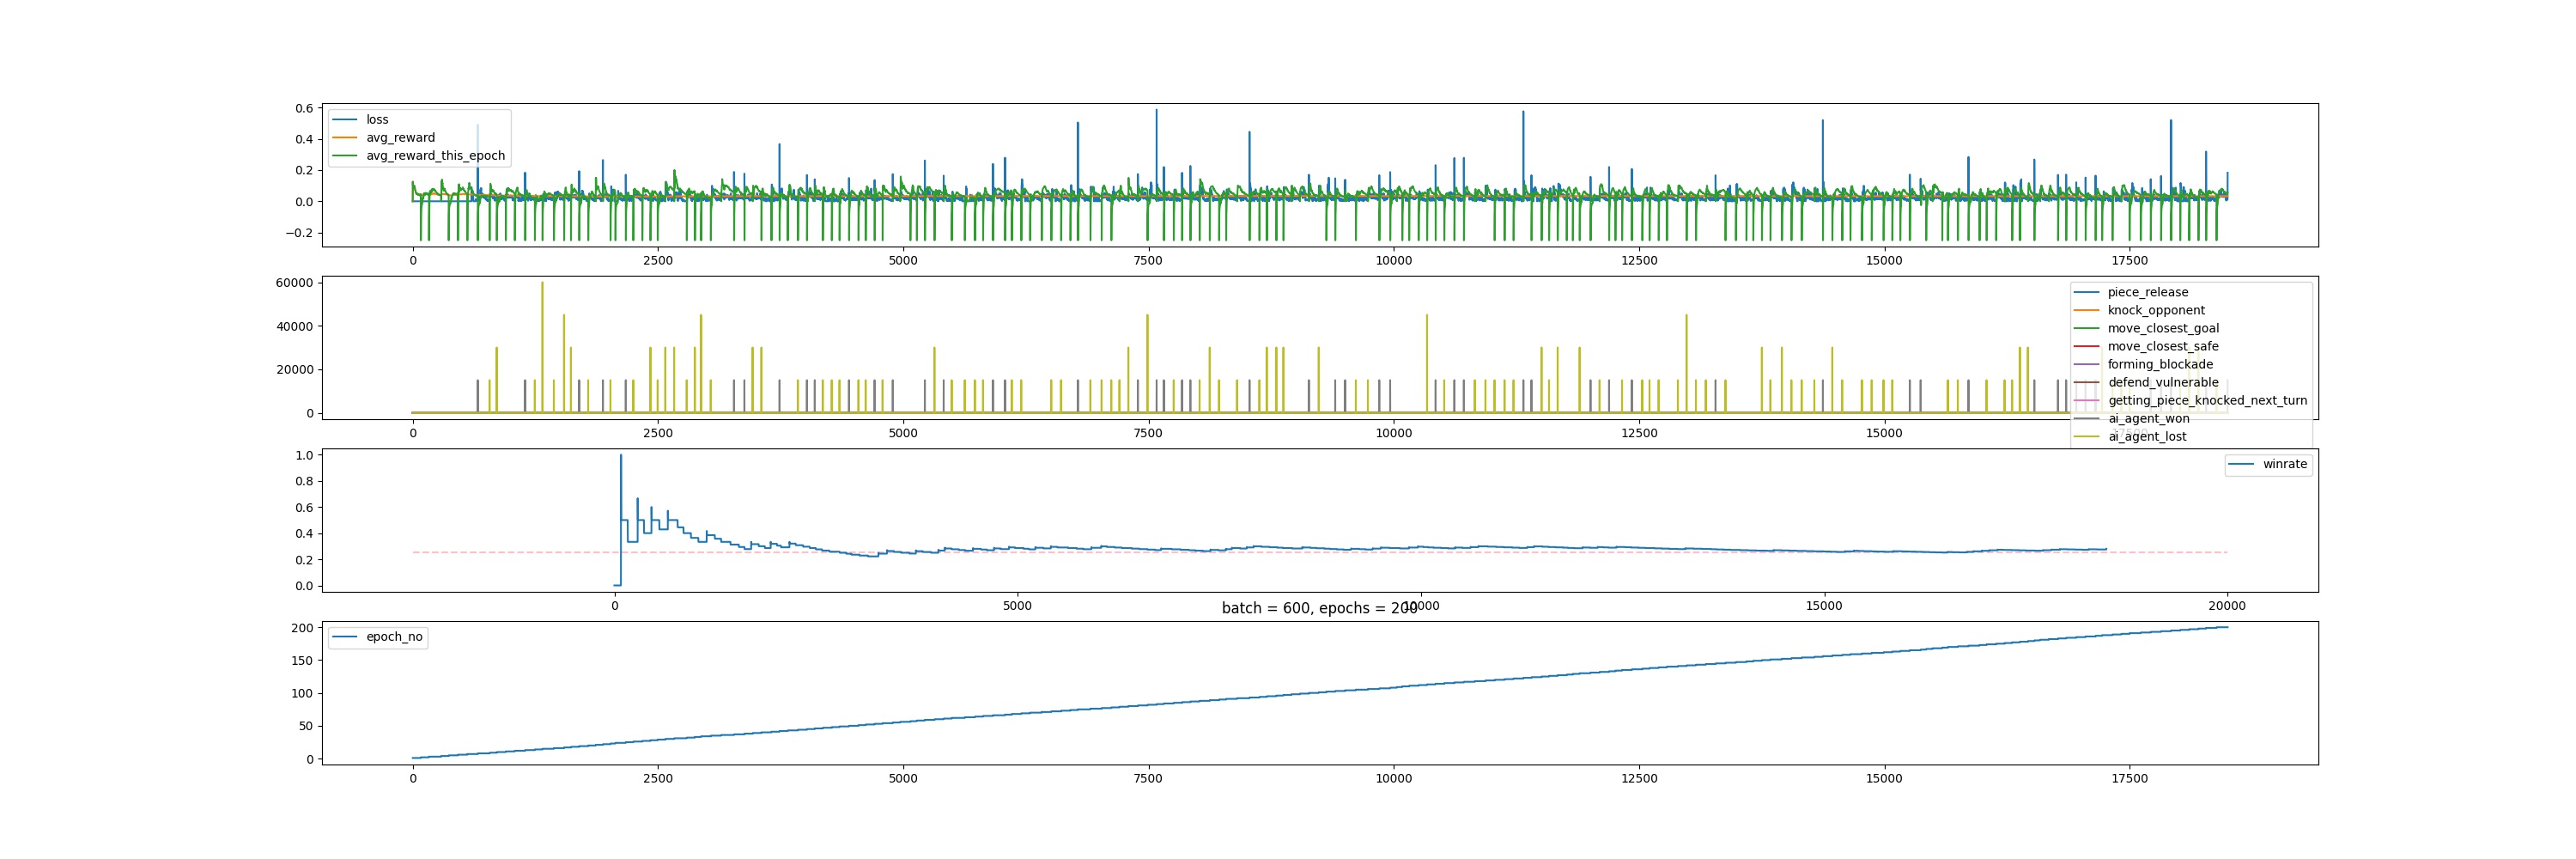 0.6
0.4
0.2
0.0
−0.2
loss
avg_reward
avg_reward_this_epoch
0 2500 5000 7500 10000 12500 15000 17500
60000
40000
20000
0
piece_release
knock_opponent
move_closest_goal
move_closest_safe
forming_blockade
defend_vulnerable
getting_piece_knocked_next_turn
ai_agent_won
ai_agent_lost
0 2500 5000 7500 10000 12500 15000 17500
1.0
0.8
0.6
0.4
0.2
0.0
winrate
0 5000 10000 15000 20000
batch = 600, epochs = 200
200
150
100
50
0
epoch_no
0 2500 5000 7500 10000 12500 15000 17500